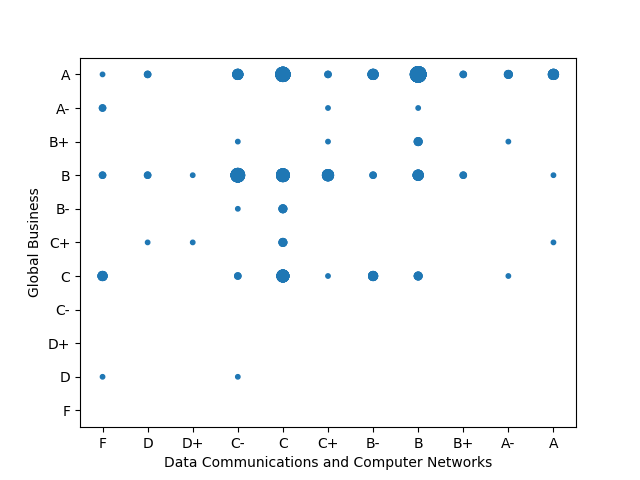 A
A-
B+
B
B-
C+
C
C-
D+
D
F
Global Business
F D D+ C- C C+ B- B B+ A- A
Data Communications and Computer Networks